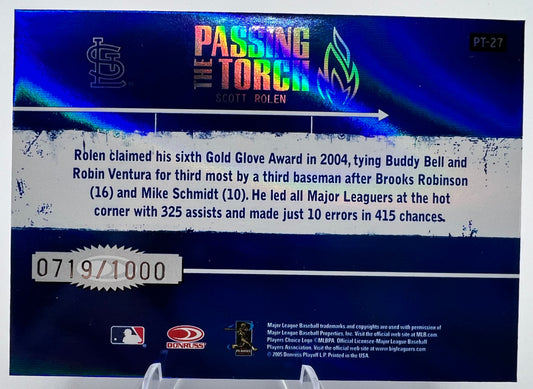 PT-27
PASSING
THE TORCH
SCOTT ROLEN
Rolen claimed his sixth Gold Glove Award in 2004, tying Buddy Bell and
Robin Ventura for third most by a third baseman after Brooks Robinson
(16) and Mike Schmidt (10). He led all Major Leaguers at the hot
corner with 325 assists and made just 10 errors in 415 chances.
0719/1000
DONRUSS
Major League Baseball trademarks and copyrights are used with permission of
Major League Baseball Properties, Inc. Visit the official web site at MLB.com
Players Choice Logo © MLBPA. Official Licensee-Major League Baseball
Players Association. Visit the official web site at www.bigleaguers.com
© 2005 Donruss Playoff L.P. Printed in the USA.